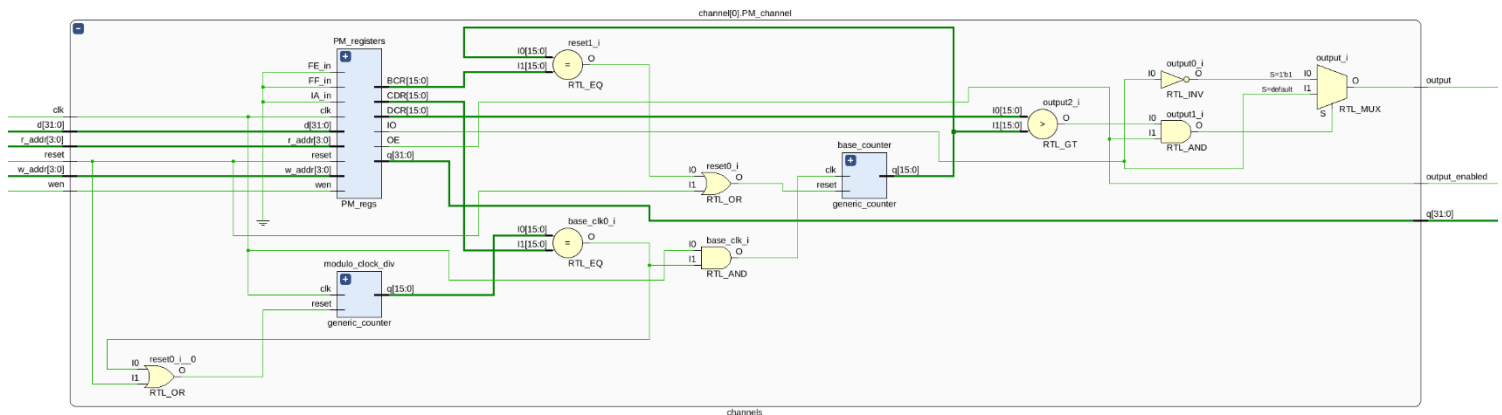 channel[0].PM_channel
PM_registers
FE_in
FF_in
IA_in
clk
d[31:0]
r_addr[3:0]
reset
w_addr[3:0]
wen
BCR[15:0]
CDR[15:0]
DCR[15:0]
IO
OE
q[31:0]
PM_regs
clk
d[31:0]
r_addr[3:0]
reset
w_addr[3:0]
wen
reset1_i
I0[15:0]
I1[15:0]
O
=
RTL_EQ
output2_i
I0[15:0]
I1[15:0]
O
>
RTL_GT
output0_i
I0
O
RTL_INV
output1_i
I0
I1
O
RTL_AND
output_i
S=1'b1
I0
S=default
I1
O
S
RTL_MUX
output
output_enabled
q[31:0]
reset0_i
I0
I1
O
RTL_OR
base_counter
clk
reset
q[15:0]
generic_counter
base_clk0_i
I0[15:0]
I1[15:0]
O
=
RTL_EQ
base_clk_i
I0
I1
O
RTL_AND
modulo_clock_div
clk
reset
q[15:0]
generic_counter
reset0_i__0
I0
I1
O
RTL_OR
channels